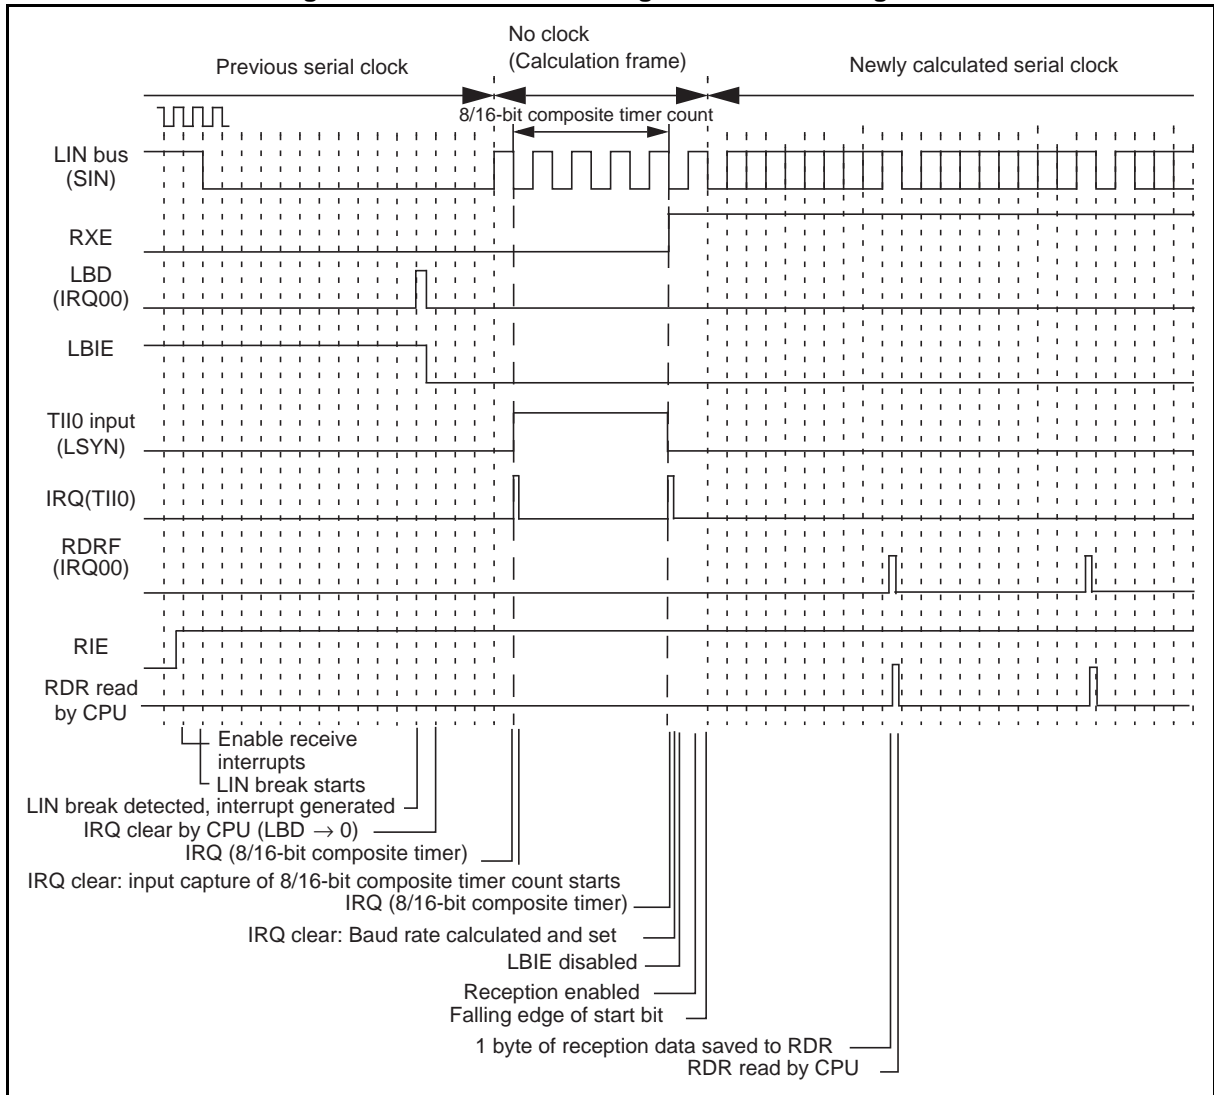 No clock
(Calculation frame)
Previous serial clock
Newly calculated serial clock
8/16-bit composite timer count
LIN bus
(SIN)
RXE
LBD
(IRQ00)
LBIE
TII0 input
(LSYN)
IRQ(TII0)
RDRF
(IRQ00)
RIE
RDR read
by CPU
Enable receive
interrupts
LIN break starts
LIN break detected, interrupt generated
IRQ clear by CPU (LBD → 0)
IRQ (8/16-bit composite timer)
IRQ clear: input capture of 8/16-bit composite timer count starts
IRQ (8/16-bit composite timer)
IRQ clear: Baud rate calculated and set
LBIE disabled
Reception enabled
Falling edge of start bit
1 byte of reception data saved to RDR
RDR read by CPU